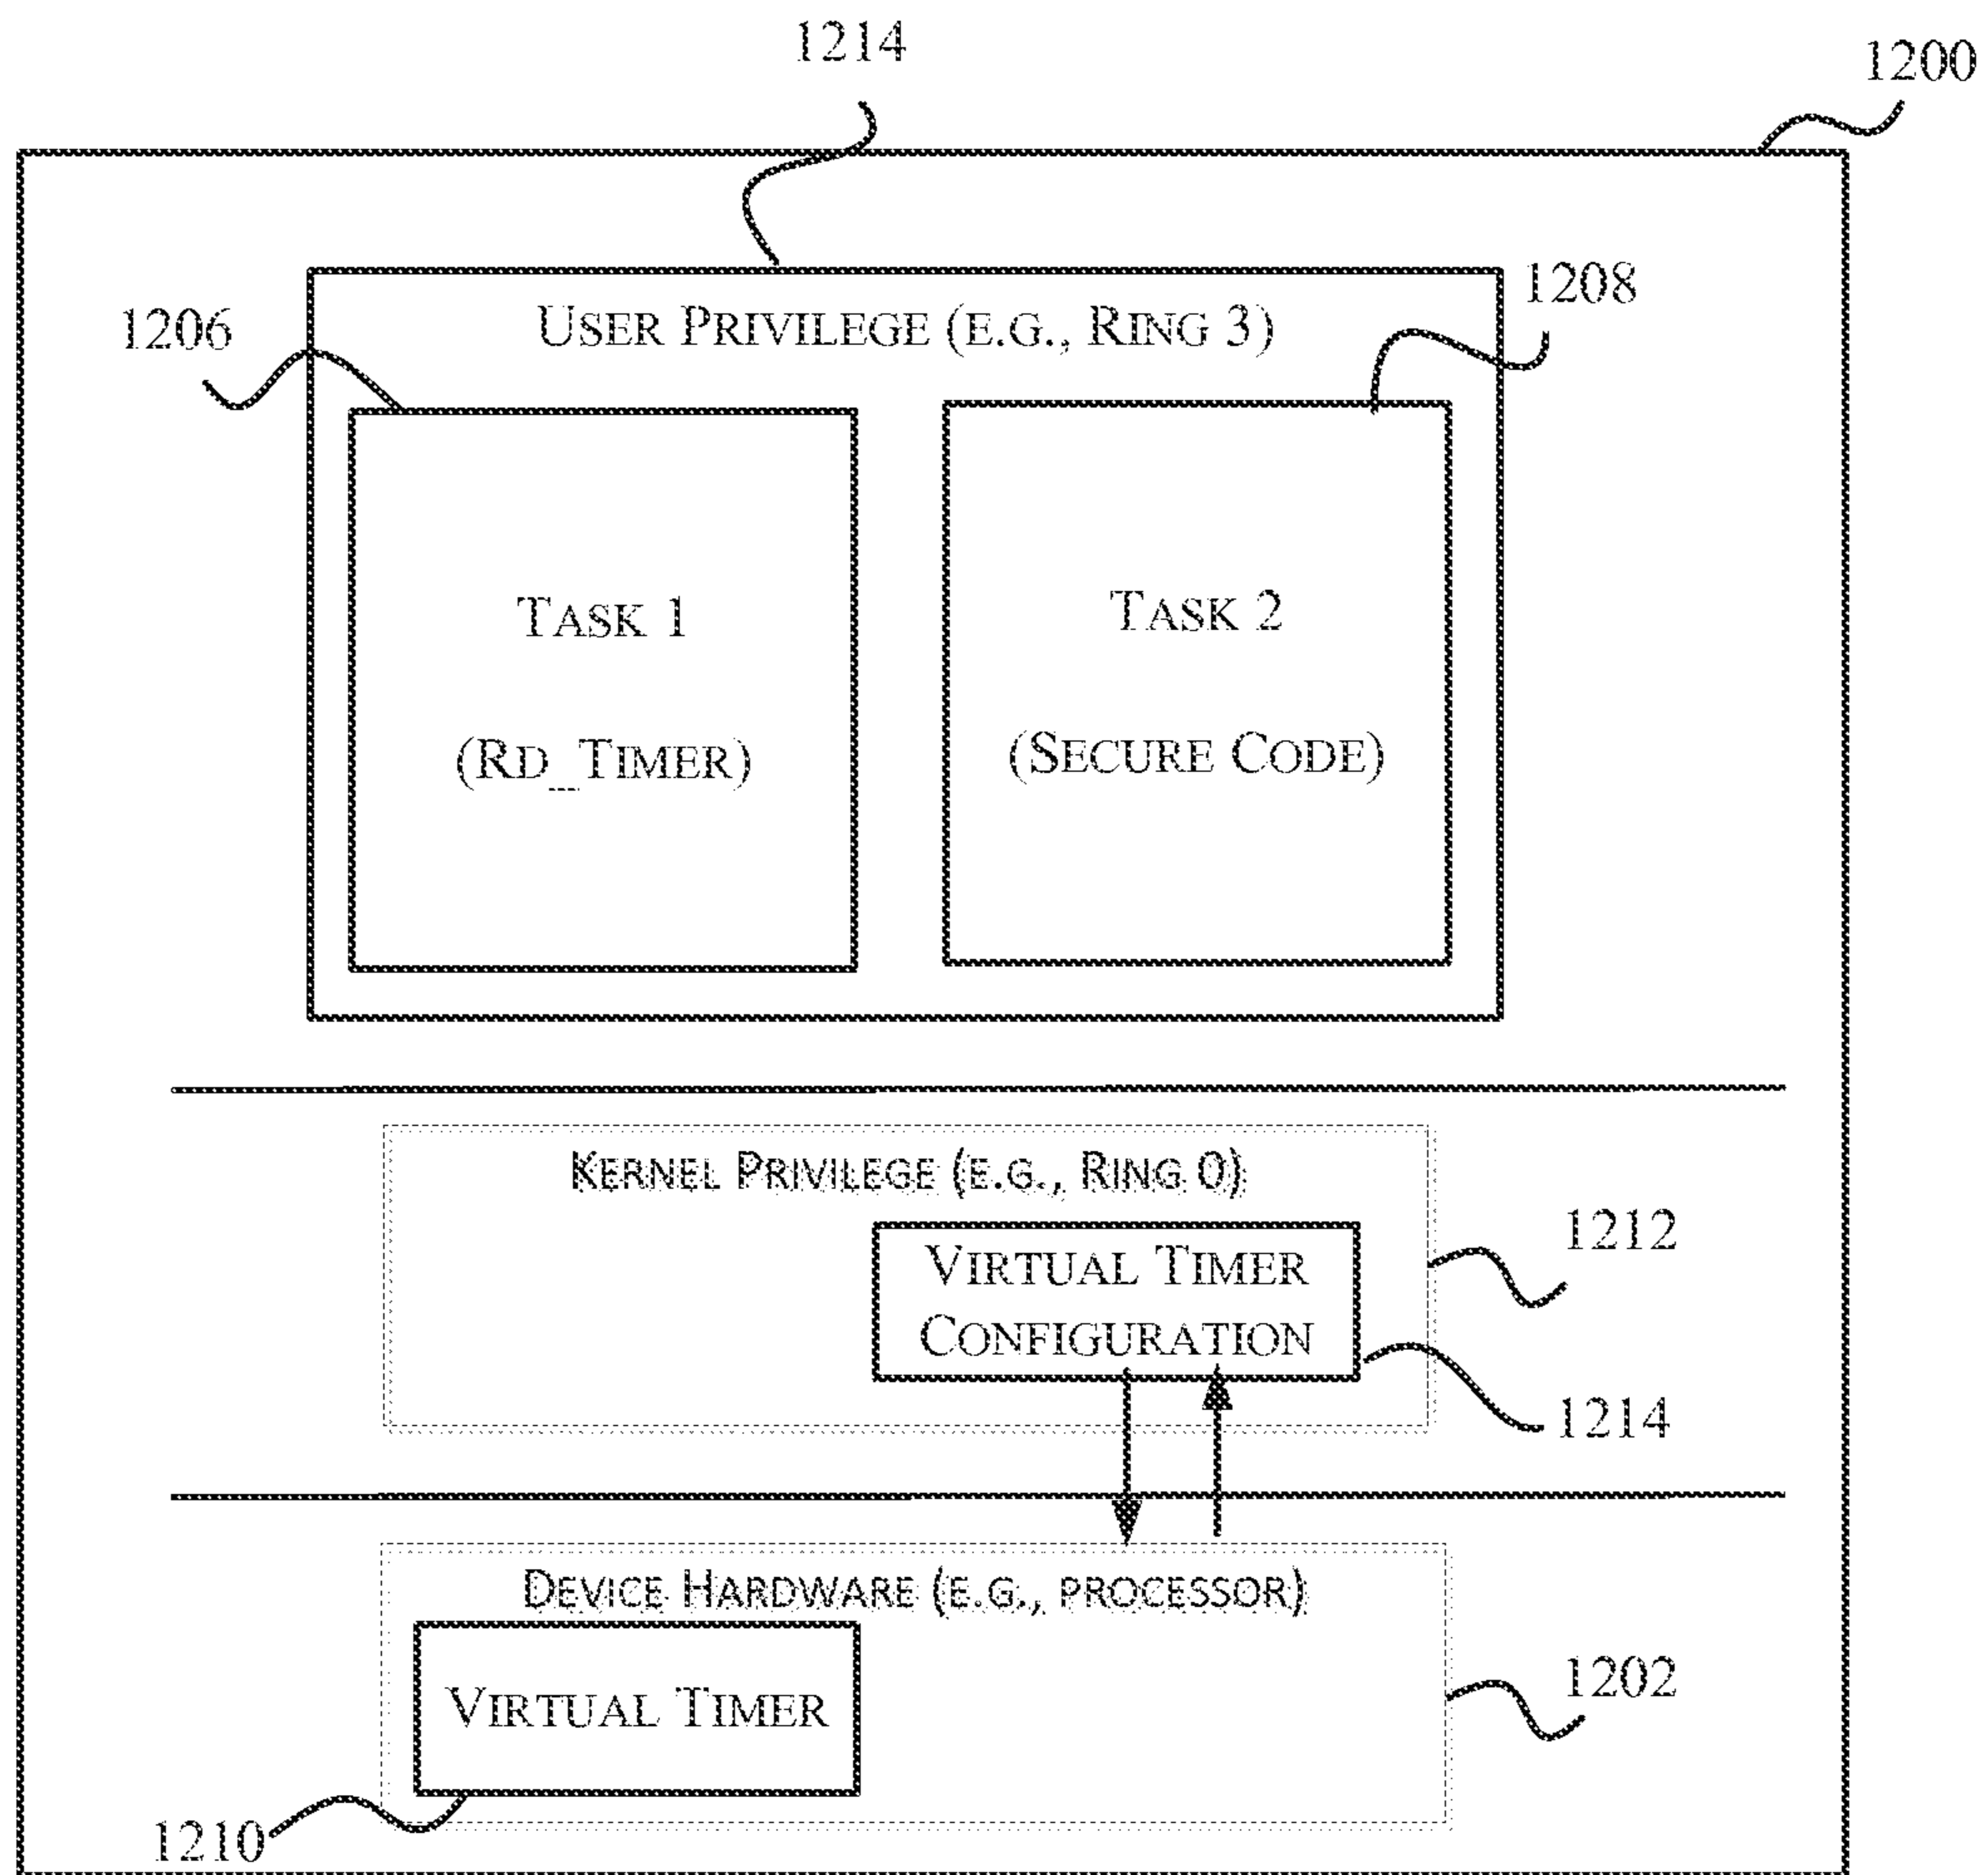 1214
1200
1206
USER PRIVILEGE (E.G., RING 3)
1208
TASK 1
(RD_TIMER)
TASK 2
(SECURE CODE)
KERNEL PRIVILEGE (E.G., RING 0)
1212
VIRTUAL TIMER
CONFIGURATION
1214
DEVICE HARDWARE (E.G., PROCESSOR)
1202
VIRTUAL TIMER
1210